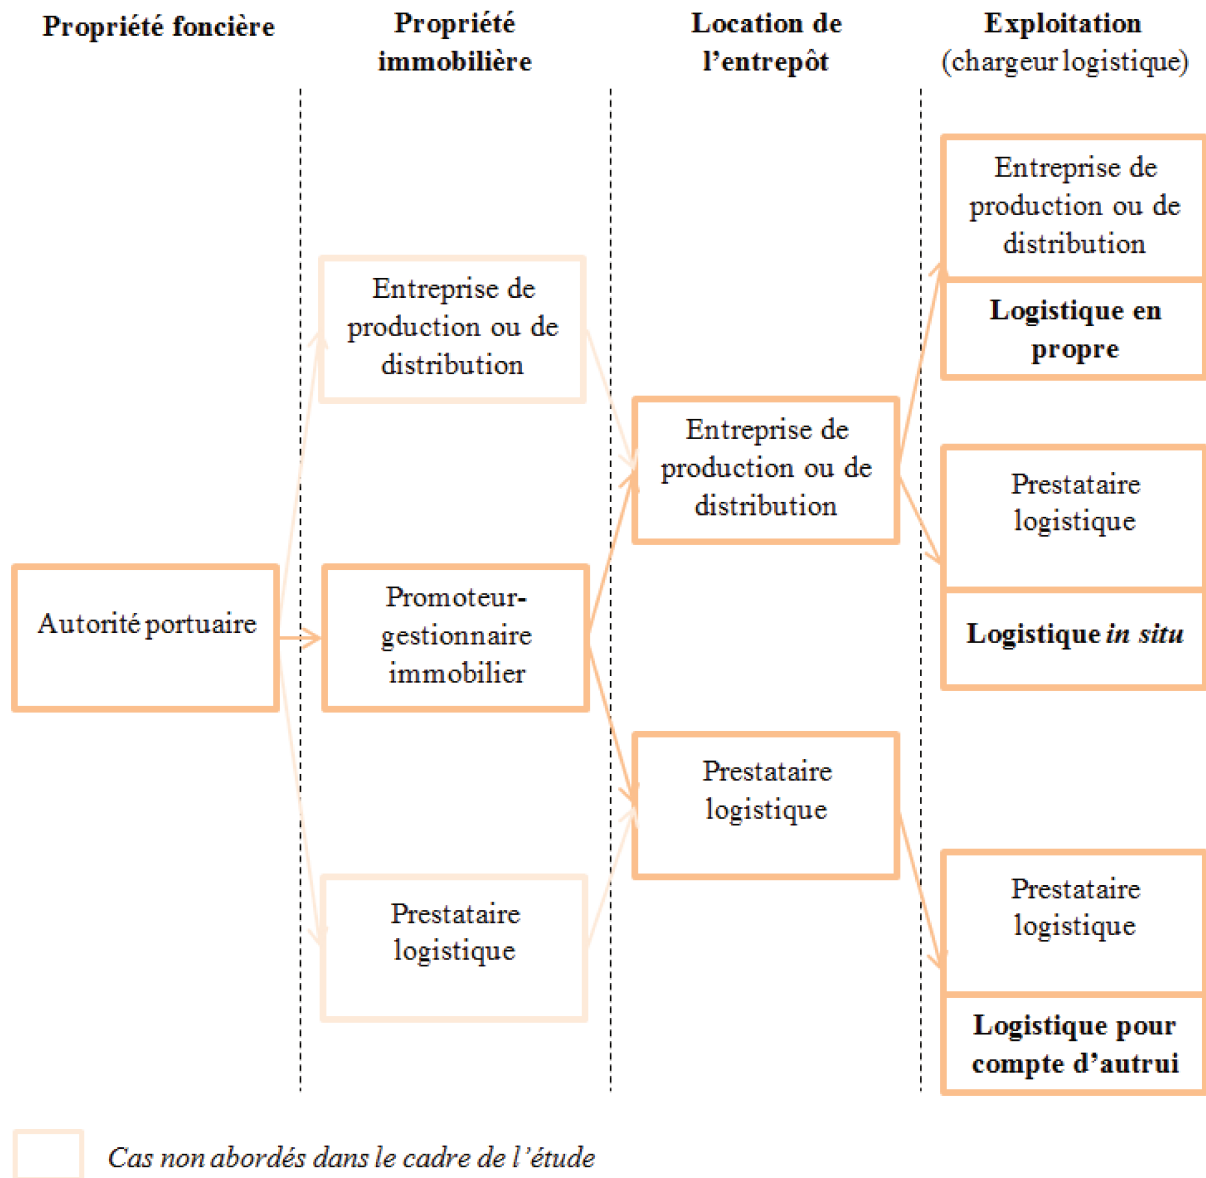 Propriété foncière
Propriété
immobilière
Location de
l’entrepôt
Exploitation
(chargeur logistique)
Autorité portuaire
Entreprise de
production ou de
distribution
Promoteur-
gestionnaire
immobilier
Prestataire
logistique
Entreprise de
production ou de
distribution
Prestataire
logistique
Entreprise de
production ou de
distribution
Logistique en
propre
Prestataire
logistique
Logistique in situ
Prestataire
logistique
Logistique pour
compte d’autrui
Cas non abordés dans le cadre de l’étude